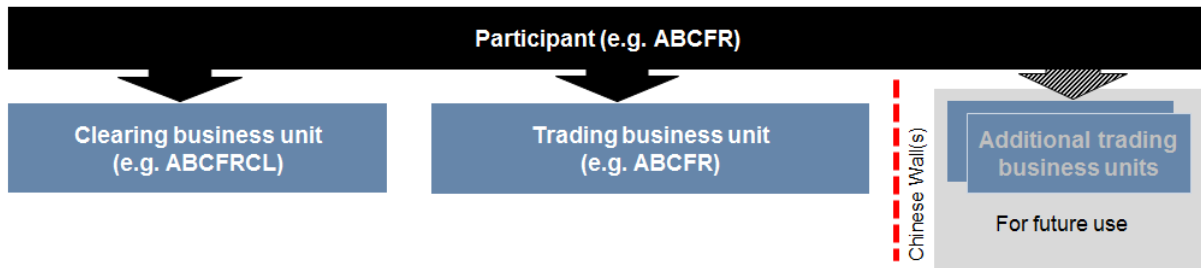 Participant (e.g. ABCFR)
Clearing business unit
(e.g. ABCFRCL)
Trading business unit
(e.g. ABCFR)
Chinese Wall(s)
Additional trading
business units
For future use